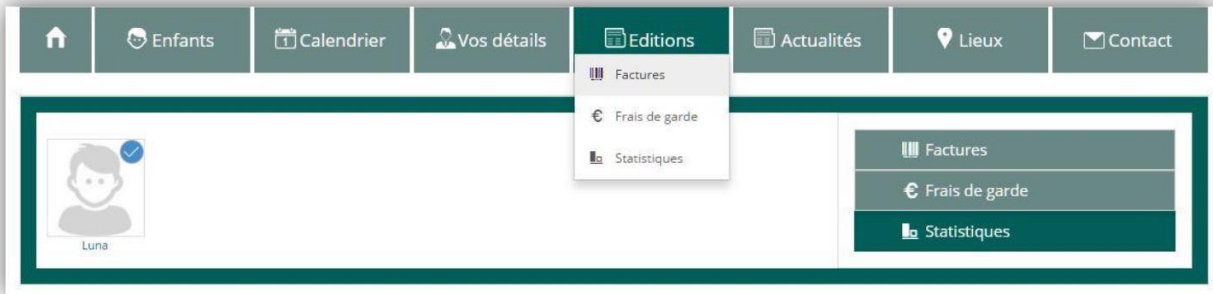 Enfants
1 Calendrier
Vos détails
Editions
Actualités
Lieux
Contact
Factures
€ Frais de garde
Statistiques
Luna
Factures
€ Frais de garde
Statistiques